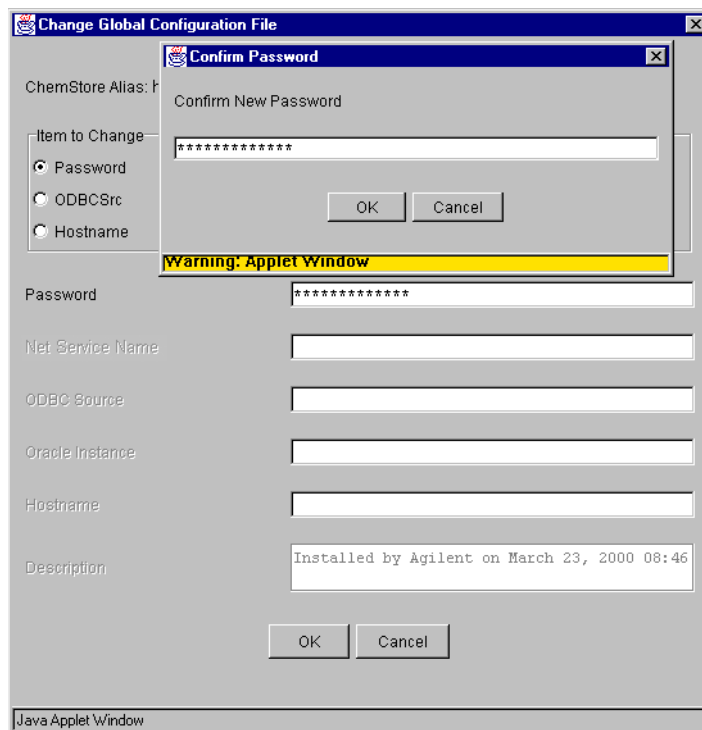 Change Global Configuration File
Confirm Password
ChemStore Alias:
Confirm New Password
*************
OK Cancel
Warning: Applet Window
Item to Change
Password
ODBCSrc
Hostname
Password *************
Net Service Name
ODBC Source
Oracle Instance
Hostname
Description Installed by Agilent on March 23, 2000 08:46
OK Cancel
Java Applet Window